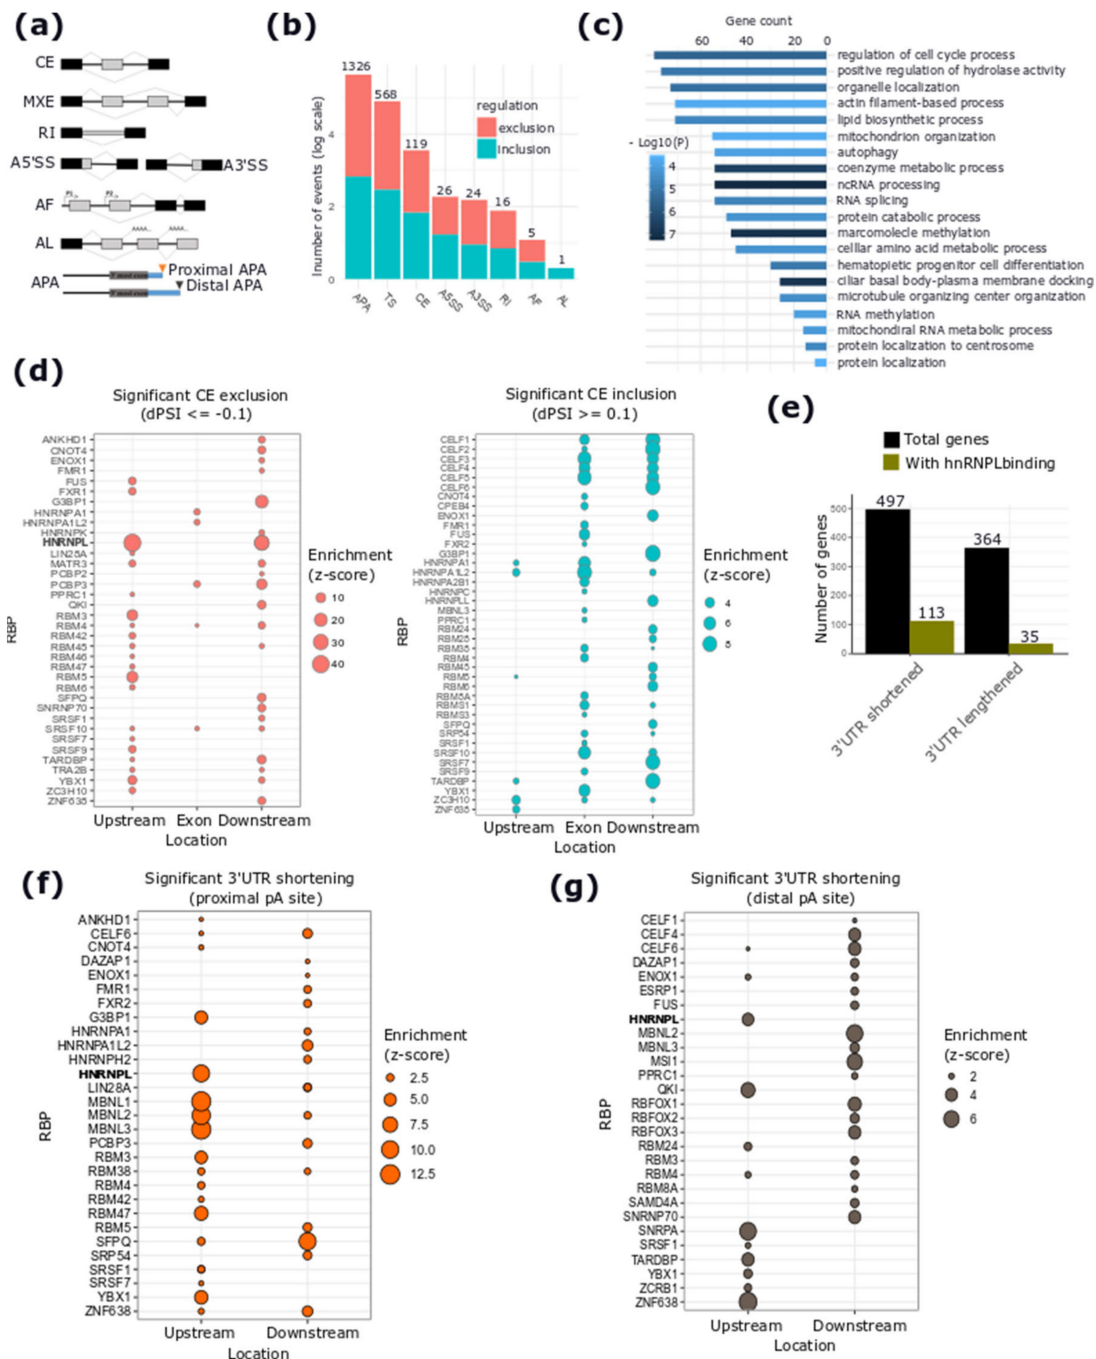 (a)
CE
MXE
RI
A5'SS
A3'SS
AF
P1
P2
AL
AAAA..
AAAA..
APA
Proximal APA
Distal APA
(b)
1326
568
119
26
24
16
5
1
regulation
exclusion
inclusion
lnumber of events (log scale)
4
2
0
APA
TS
CE
A5SS
A3SS
RI
AF
AL
(c)
Gene count
60
40
20
0
- Log10(P)
4
5
6
7
regulation of cell cycle process
positive regulation of hydrolase activity
organelle localization
actin filament-based process
lipid biosynthetic process
mitochondrion organization
autophagy
coenzyme metabolic process
ncRNA processing
RNA splicing
protein catabolic process
marcomolecle methylation
celllar amino acid metabolic process
hematopietic progenitor cell differentiation
ciliar basal body-plasma membrane docking
microtubule organizing center organization
RNA methylation
mitochondiral RNA metabolic process
protein localization to centrosome
protein localization
(d)
Significant CE exclusion
(dPSI <= -0.1)
ANKHD1
CNOT4
ENOX1
FMR1
FUS
FXR1
G3BP1
HNRNPA1
HNRNPA1L2
HNRNPK
HNRNPL
LIN28A
MATR3
PCBP2
PCBP3
PPRC1
QKI
RBM3
RBM4
RBM42
RBM45
RBM46
RBM47
RBM5
RBM6
SFPQ
SNRNP70
SRSF1
SRSF10
SRSF7
SRSF9
TARDBP
TRA2B
YBX1
ZC3H10
ZNF638
RBP
Upstream
Exon
Downstream
Location
Enrichment
(z-score)
10
20
30
40
Significant CE inclusion
(dPSI >= 0.1)
CELF1
CELF2
CELF3
CELF4
CELF5
CELF6
CNOT4
CPEB4
ENOX1
FMR1
FUS
FXR2
G3BP1
HNRNPA1
HNRNPA1L2
HNRNPA2B1
HNRNPC
HNRNPLL
MBNL3
PPRC1
RBM24
RBM28
RBM38
RBM4
RBM45
RBM5
RBM6
RBM8A
RBMS1
RBMS3
SFPQ
SRP54
SRSF1
SRSF10
SRSF7
SRSF9
TARDBP
YBX1
ZC3H10
ZNF638
RBP
Upstream
Exon
Downstream
Location
Enrichment
(z-score)
4
6
8
(e)
Total genes
With hnRNPLbinding
Number of genes
500
400
300
200
100
0
497
113
364
35
3'UTR shortened
3'UTR lengthened
(f)
Significant 3'UTR shortening
(proximal pA site)
ANKHD1
CELF6
CNOT4
DAZAP1
ENOX1
FMR1
FXR2
G3BP1
HNRNPA1
HNRNPA1L2
HNRNPH2
HNRNPL
LIN28A
MBNL1
MBNL2
MBNL3
PCBP3
RBM3
RBM38
RBM4
RBM42
RBM47
RBM5
SFPQ
SRP54
SRSF1
SRSF7
YBX1
ZNF638
RBP
Upstream
Downstream
Location
Enrichment
(z-score)
2.5
5.0
7.5
10.0
12.5
(g)
Significant 3'UTR shortening
(distal pA site)
CELF1
CELF4
CELF6
DAZAP1
ENOX1
ESRP1
FUS
HNRNPL
MBNL2
MBNL3
MSI1
PPRC1
QKI
RBFOX1
RBFOX2
RBFOX3
RBM24
RBM3
RBM4
RBM8A
SAMD4A
SNRNP70
SNRPA
SRSF1
TARDBP
YBX1
ZCRB1
ZNF638
RBP
Upstream
Downstream
Location
Enrichment
(z-score)
2
4
6